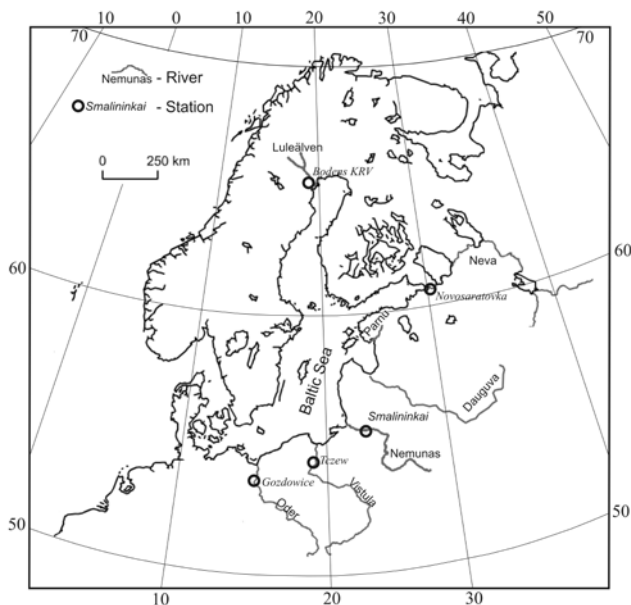 10 0 10 20 30 40 50
70 70
Nemunas - River
Smalininkai - Station
0 250 km
Luleälven
Bodens KRV
60 60
Neva
Novosaratovka
Parnu
Baltic Sea
Dauguva
Smalininkai
Nemunas
Tczew
Gozdowice
Vistula
Oder
50 50
10 20 30